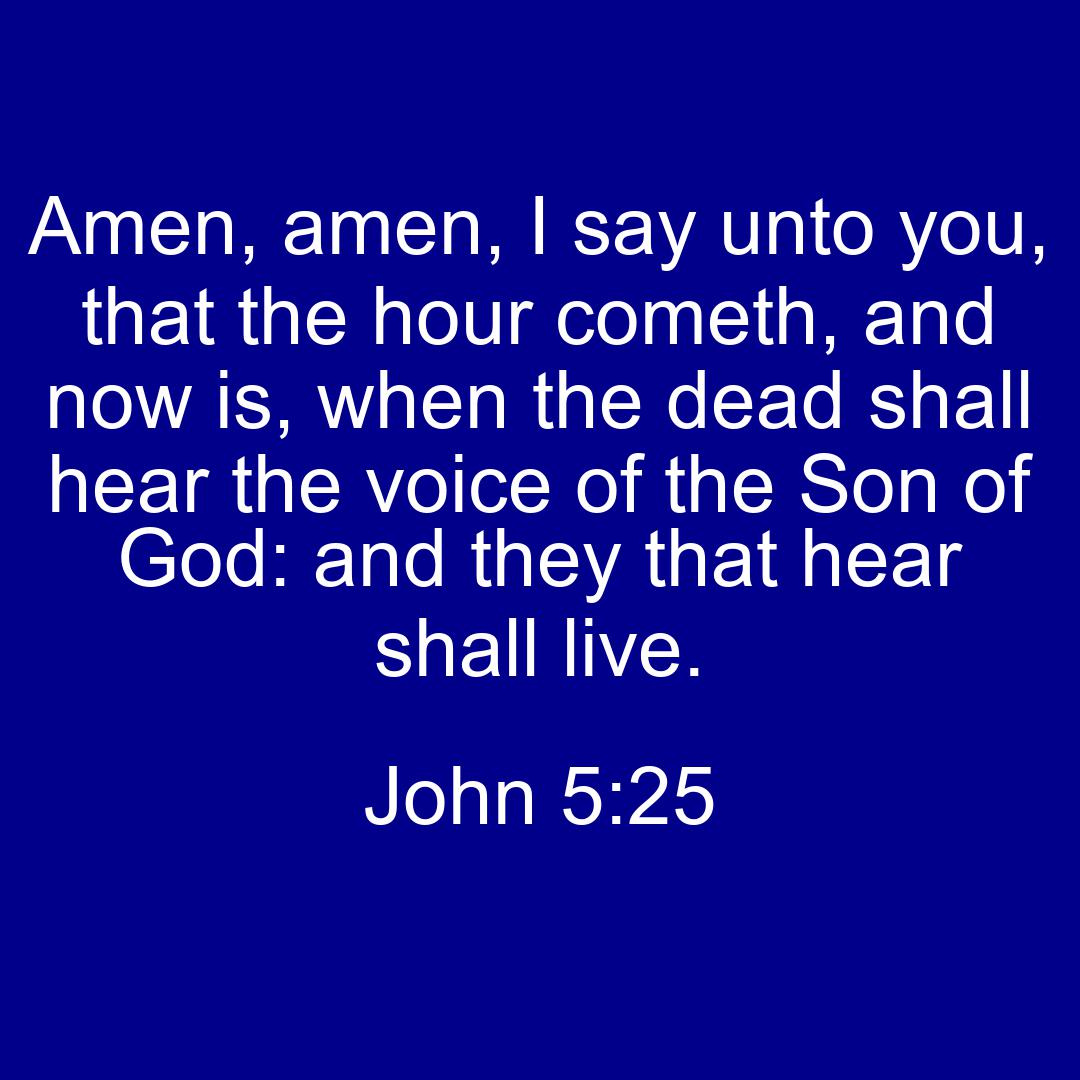 Amen, amen, I say unto you,
that the hour cometh, and
now is, when the dead shall
hear the voice of the Son of
God: and they that hear
shall live.
John 5:25